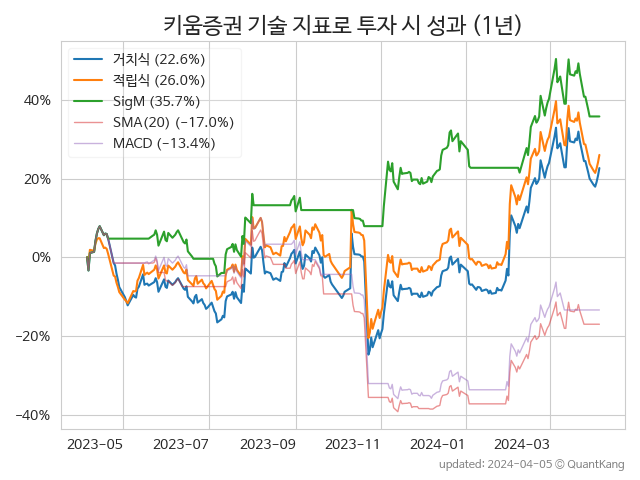 키움증권 기술 지표로 투자 시 성과 (1년)
거치식 (22.6%)
적립식 (26.0%)
SigM (35.7%)
SMA(20) (−17.0%)
MACD (−13.4%)
40%
20%
0%
−20%
−40%
2023-05 2023-07 2023-09 2023-11 2024-01 2024-03
updated: 2024-04-05 © QuantKang